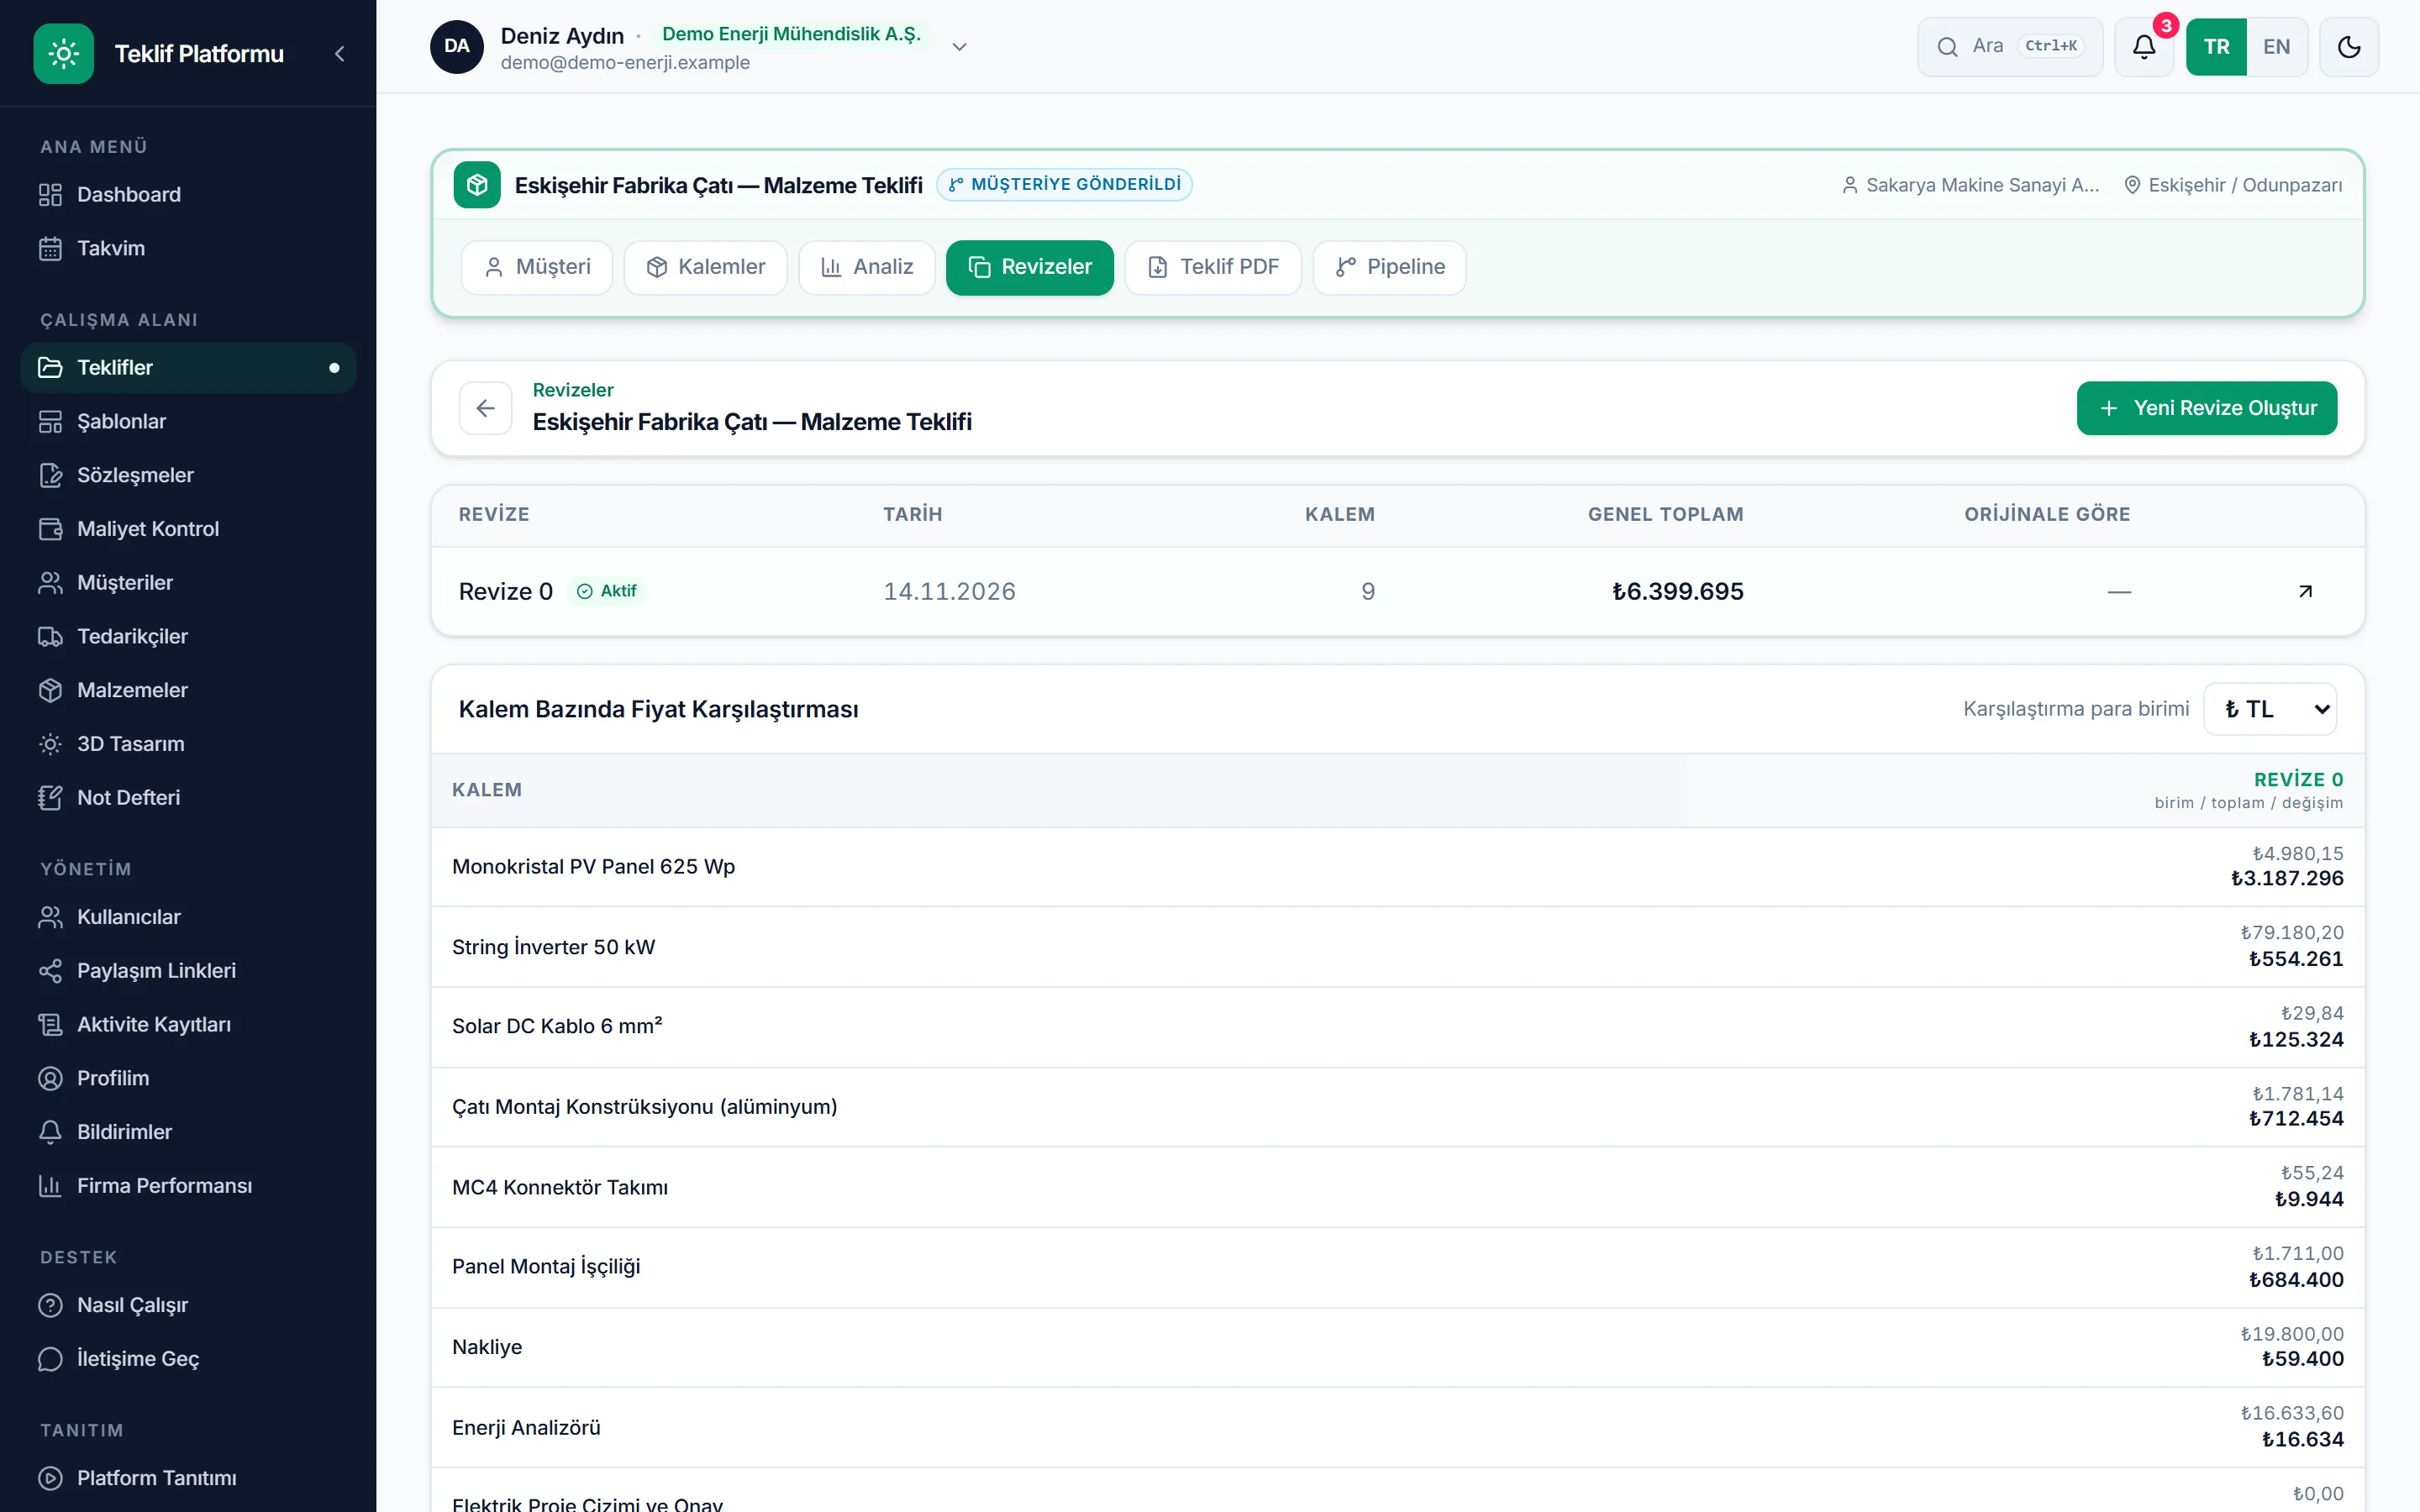 Teklif Platformu
ANA MENÜ
Dashboard
Takvim
ÇALIŞMA ALANI
Teklifler
Şablonlar
Sözleşmeler
Maliyet Kontrol
Müşteriler
Tedarikçiler
Malzemeler
3D Tasarım
Not Defteri
YÖNETİM
Kullanıcılar
Paylaşım Linkleri
Aktivite Kayıtları
Profilim
Bildirimler
Firma Performansı
DESTEK
Nasıl Çalışır
İletişime Geç
TANITIM
Platform Tanıtımı
DA
Deniz Aydın · Demo Enerji Mühendislik A.Ş.
demo@demo-enerji.example
Ara Ctrl+K
3
TR EN
Eskişehir Fabrika Çatı — Malzeme Teklifi MÜŞTERİYE GÖNDERİLDİ
Sakarya Makine Sanayi A... Eskişehir / Odunpazarı
Müşteri Kalemler Analiz Revizeler Teklif PDF Pipeline
Revizeler
Eskişehir Fabrika Çatı — Malzeme Teklifi
+ Yeni Revize Oluştur
REVİZE TARİH KALEM GENEL TOPLAM ORİJİNALE GÖRE
Revize 0 Aktif 14.11.2026 9 ₺6.399.695 —
Kalem Bazında Fiyat Karşılaştırması
Karşılaştırma para birimi ₺ TL
KALEM
REVİZE 0
birim / toplam / değişim
Monokristal PV Panel 625 Wp
₺4.980,15
₺3.187.296
String İnverter 50 kW
₺79.180,20
₺554.261
Solar DC Kablo 6 mm²
₺29,84
₺125.324
Çatı Montaj Konstrüksiyonu (alüminyum)
₺1.781,14
₺712.454
MC4 Konnektör Takımı
₺55,24
₺9.944
Panel Montaj İşçiliği
₺1.711,00
₺684.400
Nakliye
₺19.800,00
₺59.400
Enerji Analizörü
₺16.633,60
₺16.634
Elektrik Proje Çizimi ve Onay
₺0,00